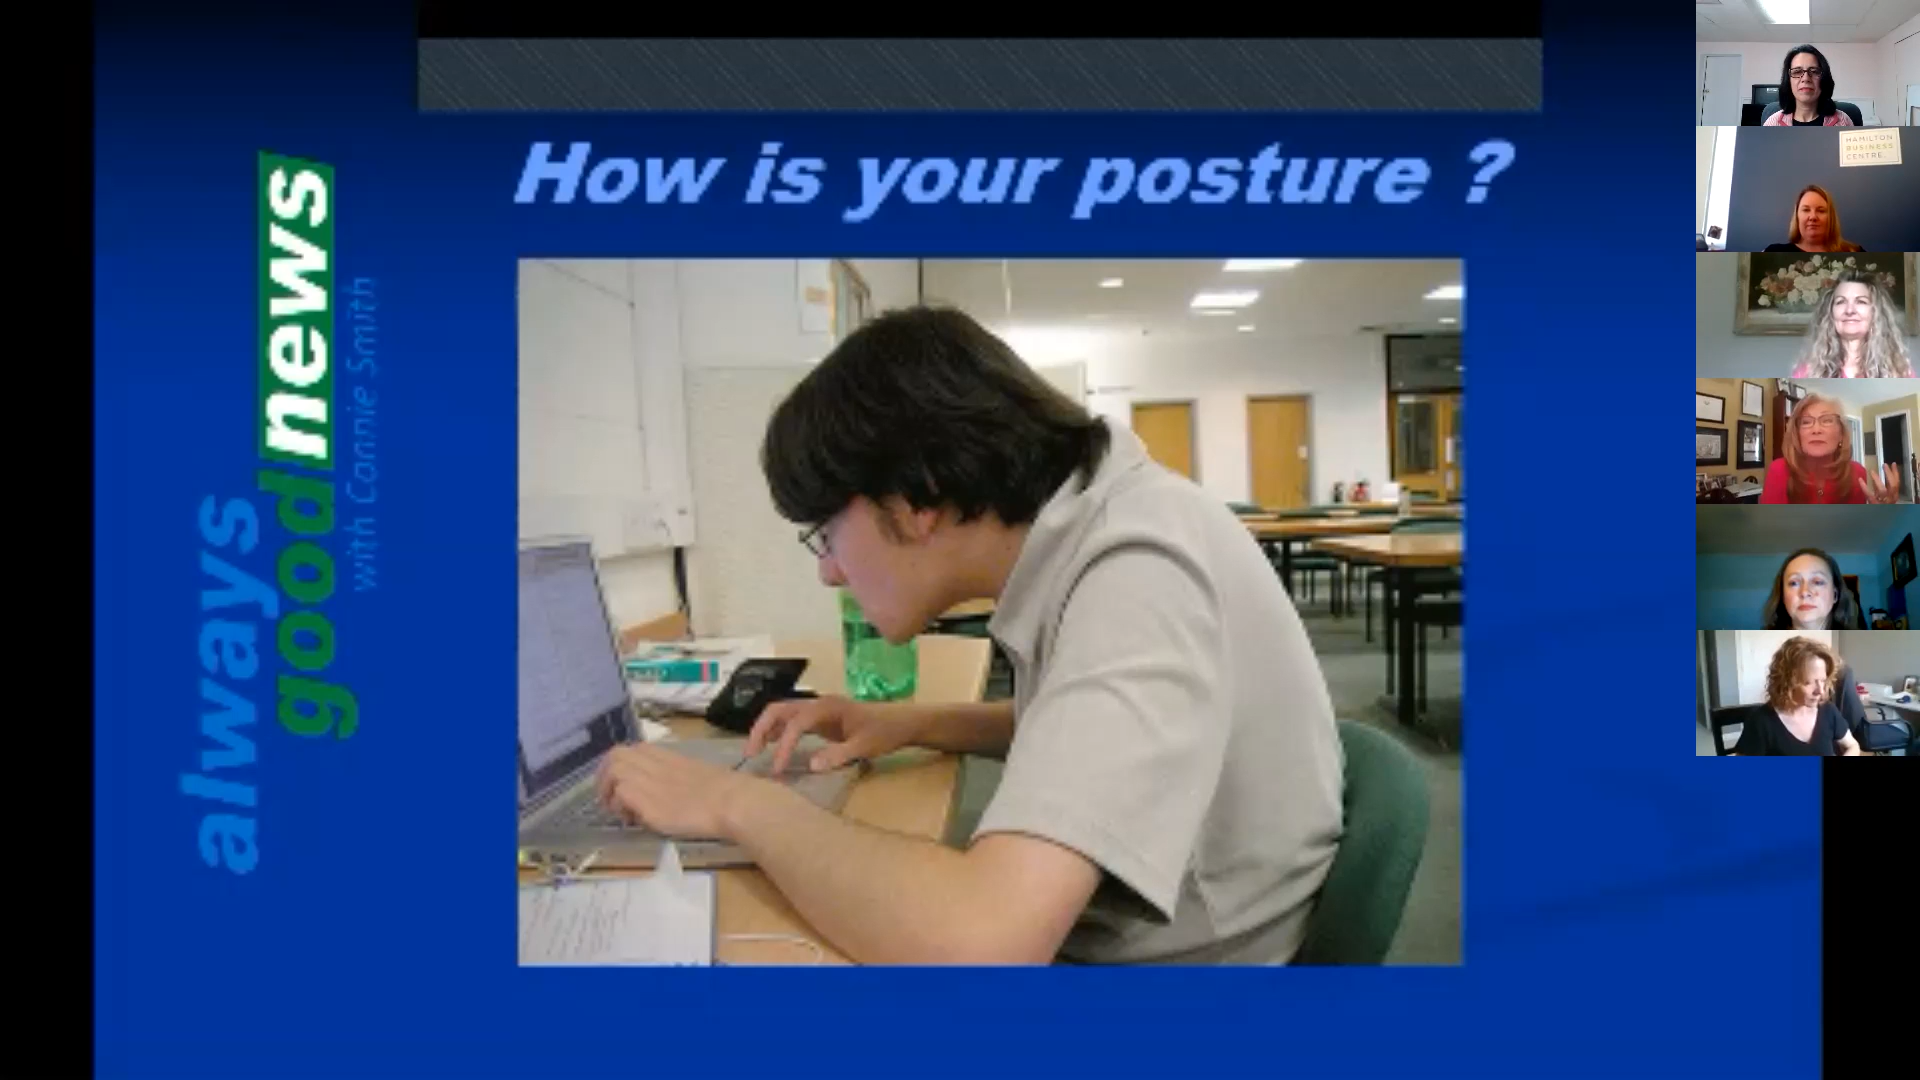 How is your posture ?
always
good news
with Connie Smith
HAMILTON
BUSINESS
CENTRE.